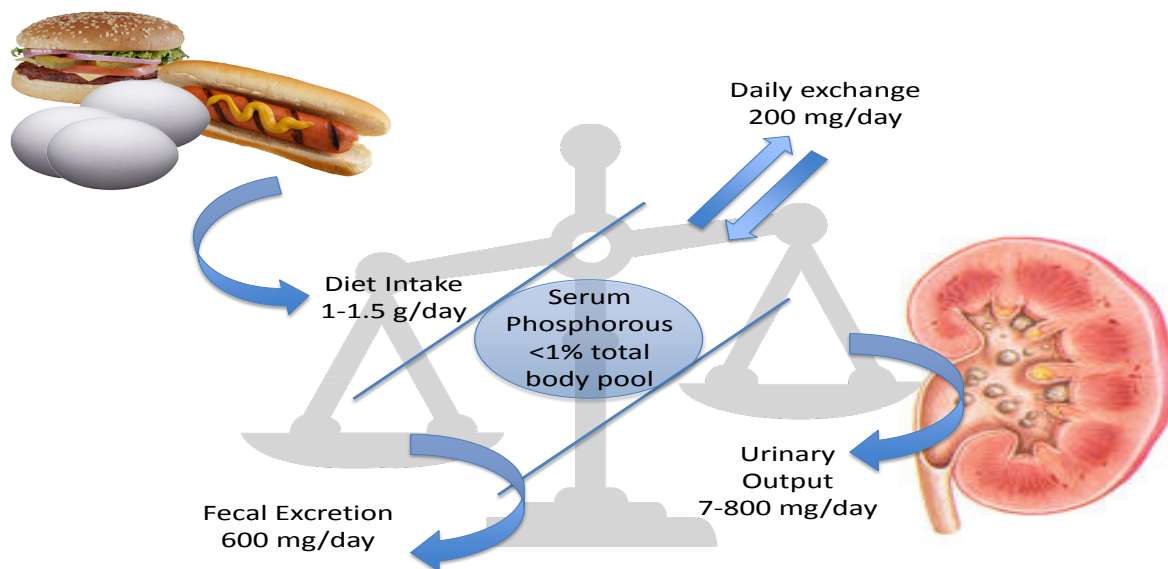 Daily exchange
200 mg/day
Diet Intake
1-1.5 g/day
Serum
Phosphorous
<1% total
body pool
Urinary
Output
7-800 mg/day
Fecal Excretion
600 mg/day